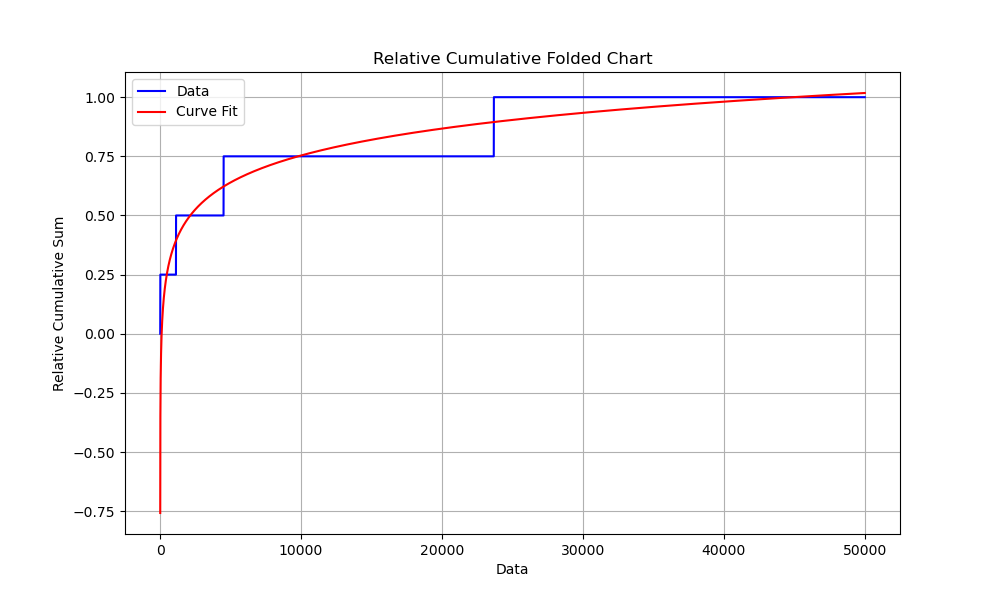 Relative Cumulative Folded Chart
Data
Curve Fit
Relative Cumulative Sum
1.00
0.75
0.50
0.25
0.00
−0.25
−0.50
−0.75
0
10000
20000
30000
40000
50000
Data